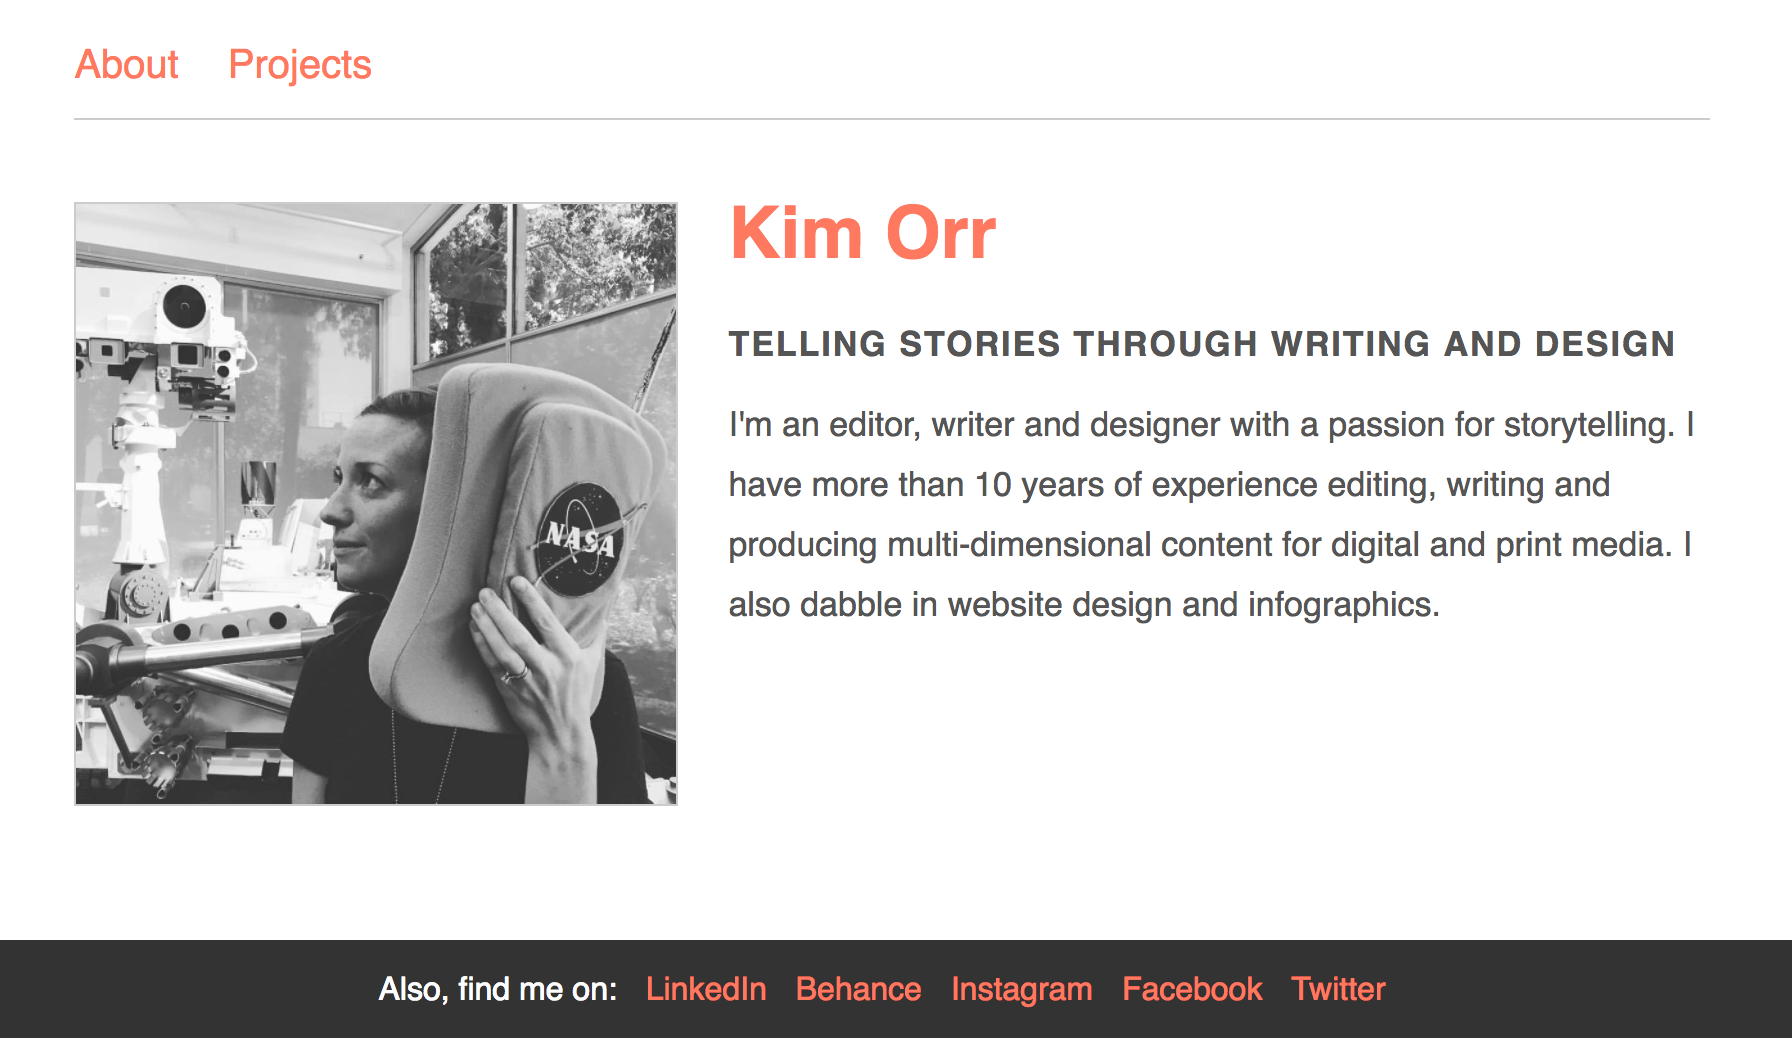 About Projects
Kim Orr
TELLING STORIES THROUGH WRITING AND DESIGN
I'm an editor, writer and designer with a passion for storytelling. I
have more than 10 years of experience editing, writing and
producing multi-dimensional content for digital and print media. I
also dabble in website design and infographics.
NASA
Also, find me on: LinkedIn Behance Instagram Facebook Twitter